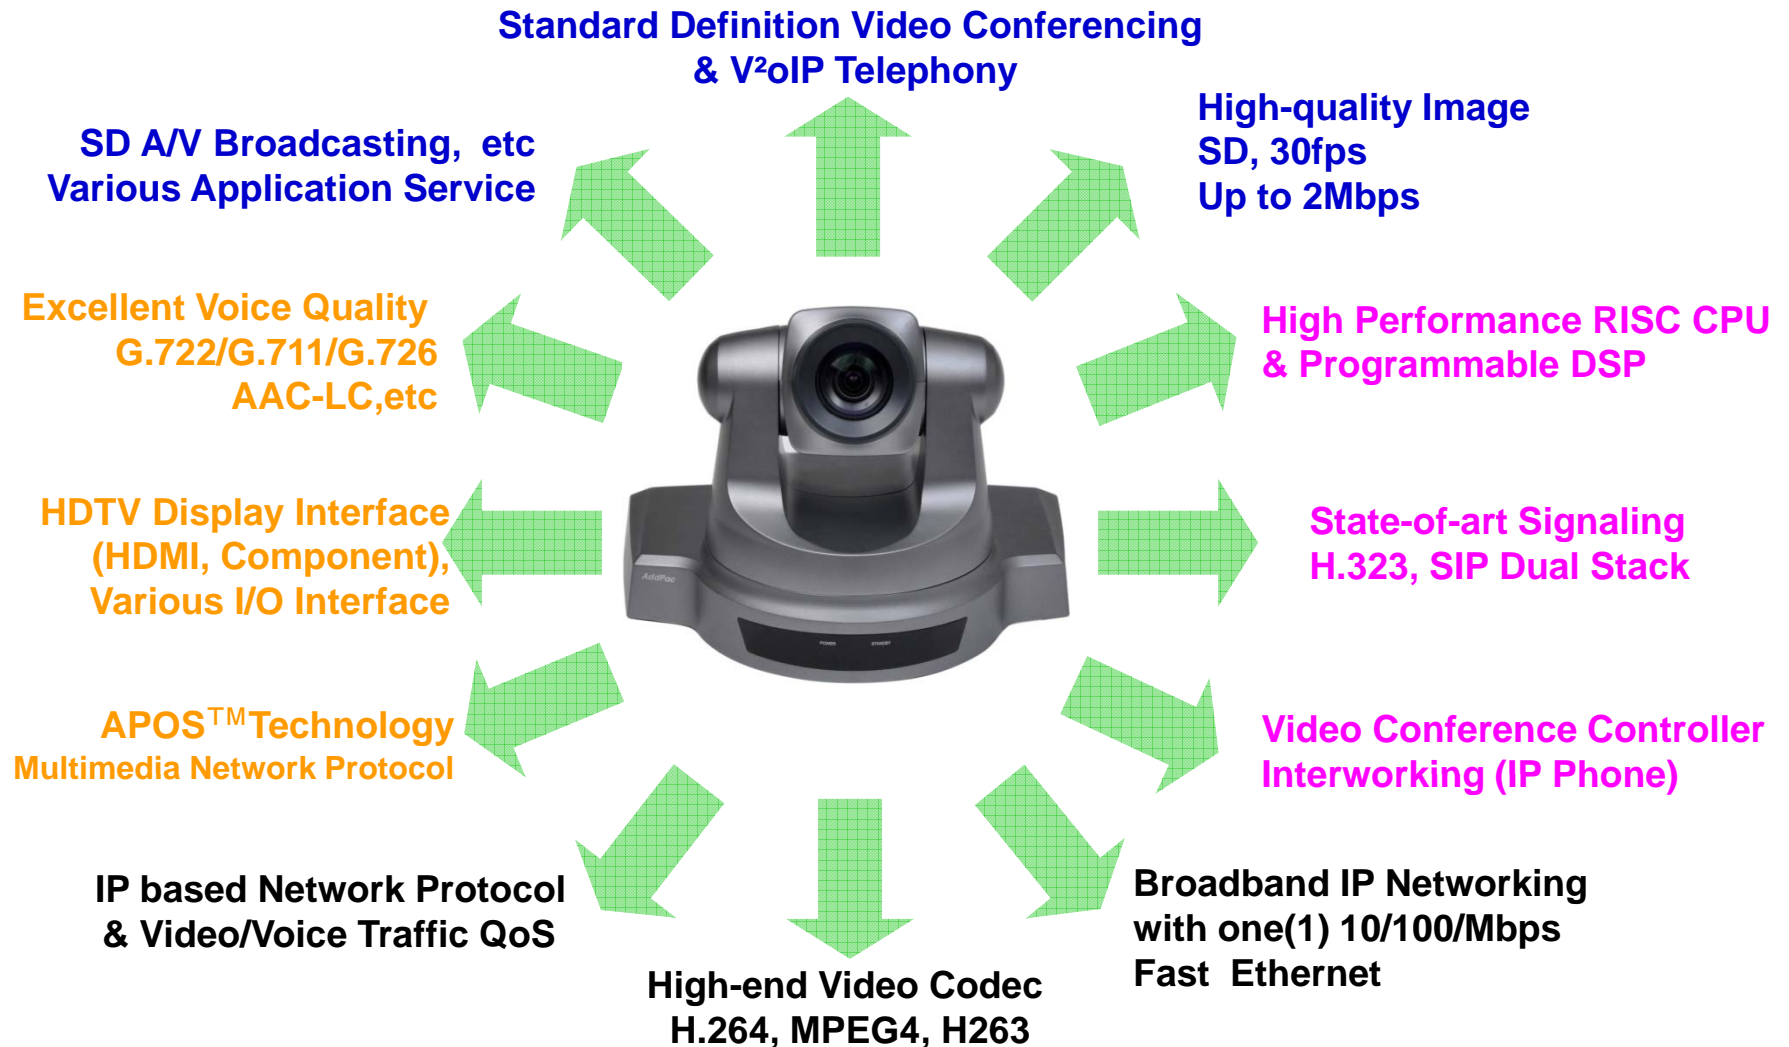 Standard Definition Video Conferencing
& V²oIP Telephony
High-quality Image
SD, 30fps
Up to 2Mbps
SD A/V Broadcasting, etc
Various Application Service
Excellent Voice Quality
G.722/G.711/G.726
AAC-LC,etc
High Performance RISC CPU
& Programmable DSP
HDTV Display Interface
(HDMI, Component),
Various I/O Interface
State-of-art Signaling
H.323, SIP Dual Stack
AddPac
POWER STANDBY
APOS™Technology
Multimedia Network Protocol
Video Conference Controller
Interworking (IP Phone)
IP based Network Protocol
& Video/Voice Traffic QoS
Broadband IP Networking
with one(1) 10/100/Mbps
Fast Ethernet
High-end Video Codec
H.264, MPEG4, H263